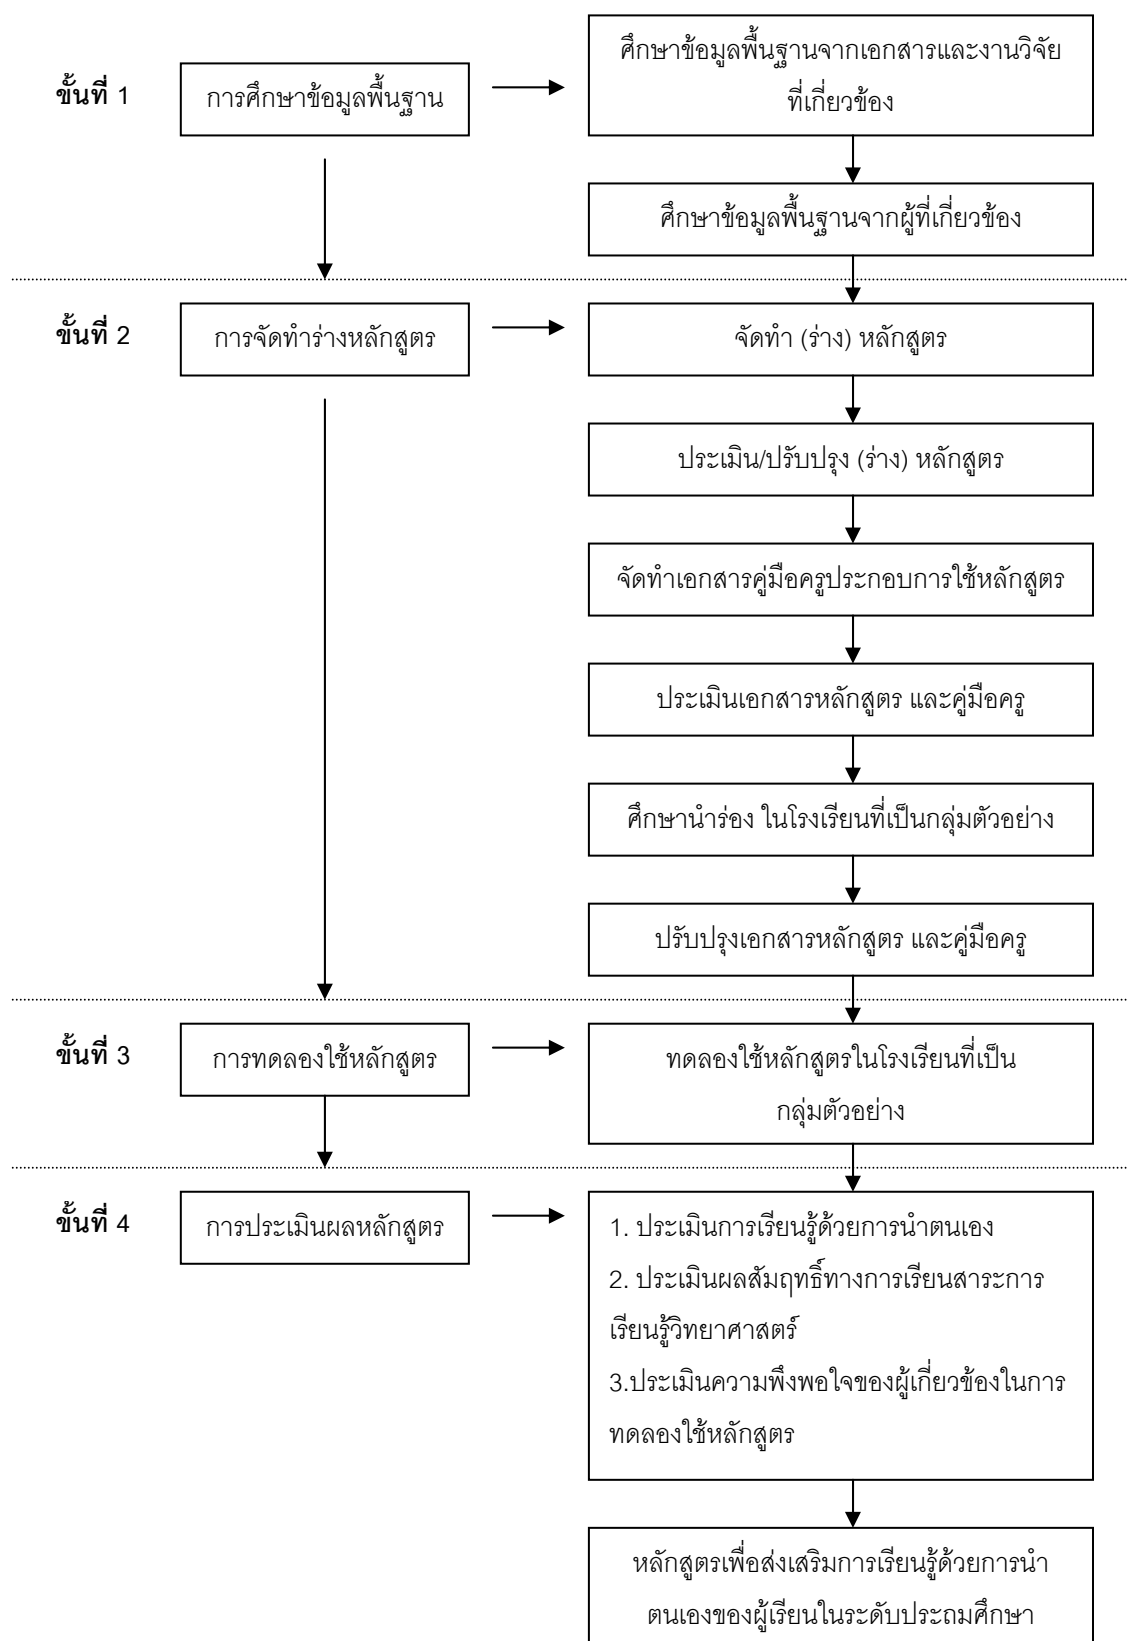 ขั้นที่ 1
การศึกษาข้อมูลพื้นฐาน
ศึกษาข้อมูลพื้นฐานจากเอกสารและงานวิจัย
ที่เกี่ยวข้อง
ศึกษาข้อมูลพื้นฐานจากผู้ที่เกี่ยวข้อง
ขั้นที่ 2
การจัดทำร่างหลักสูตร
จัดทำ (ร่าง) หลักสูตร
ประเมิน/ปรับปรุง (ร่าง) หลักสูตร
จัดทำเอกสารคู่มือครูประกอบการใช้หลักสูตร
ประเมินเอกสารหลักสูตร และคู่มือครู
ศึกษานำร่อง ในโรงเรียนที่เป็นกลุ่มตัวอย่าง
ปรับปรุงเอกสารหลักสูตร และคู่มือครู
ขั้นที่ 3
การทดลองใช้หลักสูตร
ทดลองใช้หลักสูตรในโรงเรียนที่เป็น
กลุ่มตัวอย่าง
ขั้นที่ 4
การประเมินผลหลักสูตร
1. ประเมินการเรียนรู้ด้วยการนำตนเอง
2. ประเมินผลสัมฤทธิ์ทางการเรียนสาระการ
เรียนรู้วิทยาศาสตร์
3.ประเมินความพึงพอใจของผู้เกี่ยวข้องในการ
ทดลองใช้หลักสูตร
หลักสูตรเพื่อส่งเสริมการเรียนรู้ด้วยการนำ
ตนเองของผู้เรียนในระดับประถมศึกษา